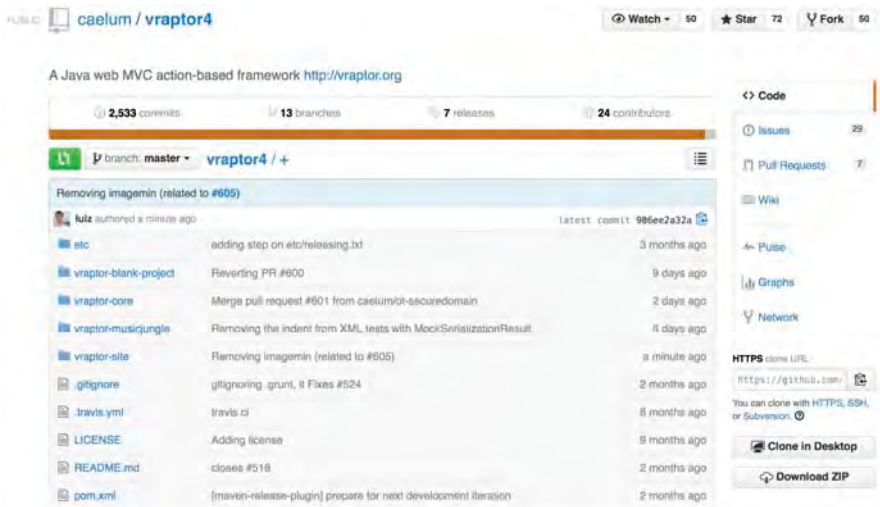 PUBLIC caelum / vraptor4 Watch 50 Star 72 Fork 50
A Java web MVC action-based framework http://vraptor.org
2,533 commits 13 branches 7 releases 24 contributors
branch: master vraptor4 / +
Removing imagemin (related to #605)
luiz authored a minute ago latest commit 906ee2a32a
etc adding step on etc/releasing.txt 3 months ago
vraptor-blank-project Reverting PR #600 9 days ago
vraptor-core Merge pull request #601 from caelum/ot-securedomain 2 days ago
vraptor-musicjungle Removing the indent from XML tests with MockSerializationResult days ago
vraptor-site Removing imagemin (related to #605) a minute ago
.gitignore gitignoring .grunt, it Fixes #524 2 months ago
.travis.yml travis ci months ago
LICENSE Adding license 9 months ago
README.md closes #518 2 months ago
pom.xml [maven-release-plugin] prepare for next development iteration 2 months ago
Code
Issues 29
Pull Requests 7
Wiki
Pulse
Graphs
Network
HTTPS clone URL
https://github.com/
You can clone with HTTPS, SSH,
or Subversion.
Clone in Desktop
Download ZIP